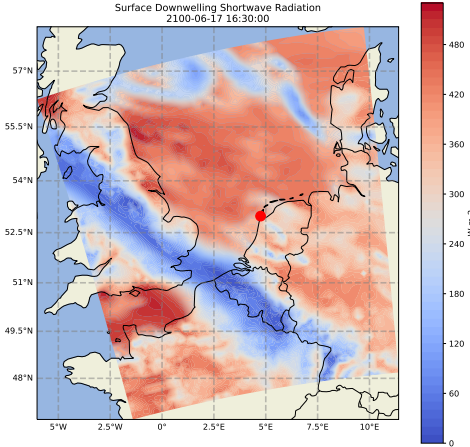 Surface Downwelling Shortwave Radiation
2100-06-17 16:30:00
57°N
55.5°N
54°N
52.5°N
51°N
49.5°N
48°N
5°W
2.5°W
0°
2.5°E
5°E
7.5°E
10°E
480
420
360
300
240
180
120
60
0